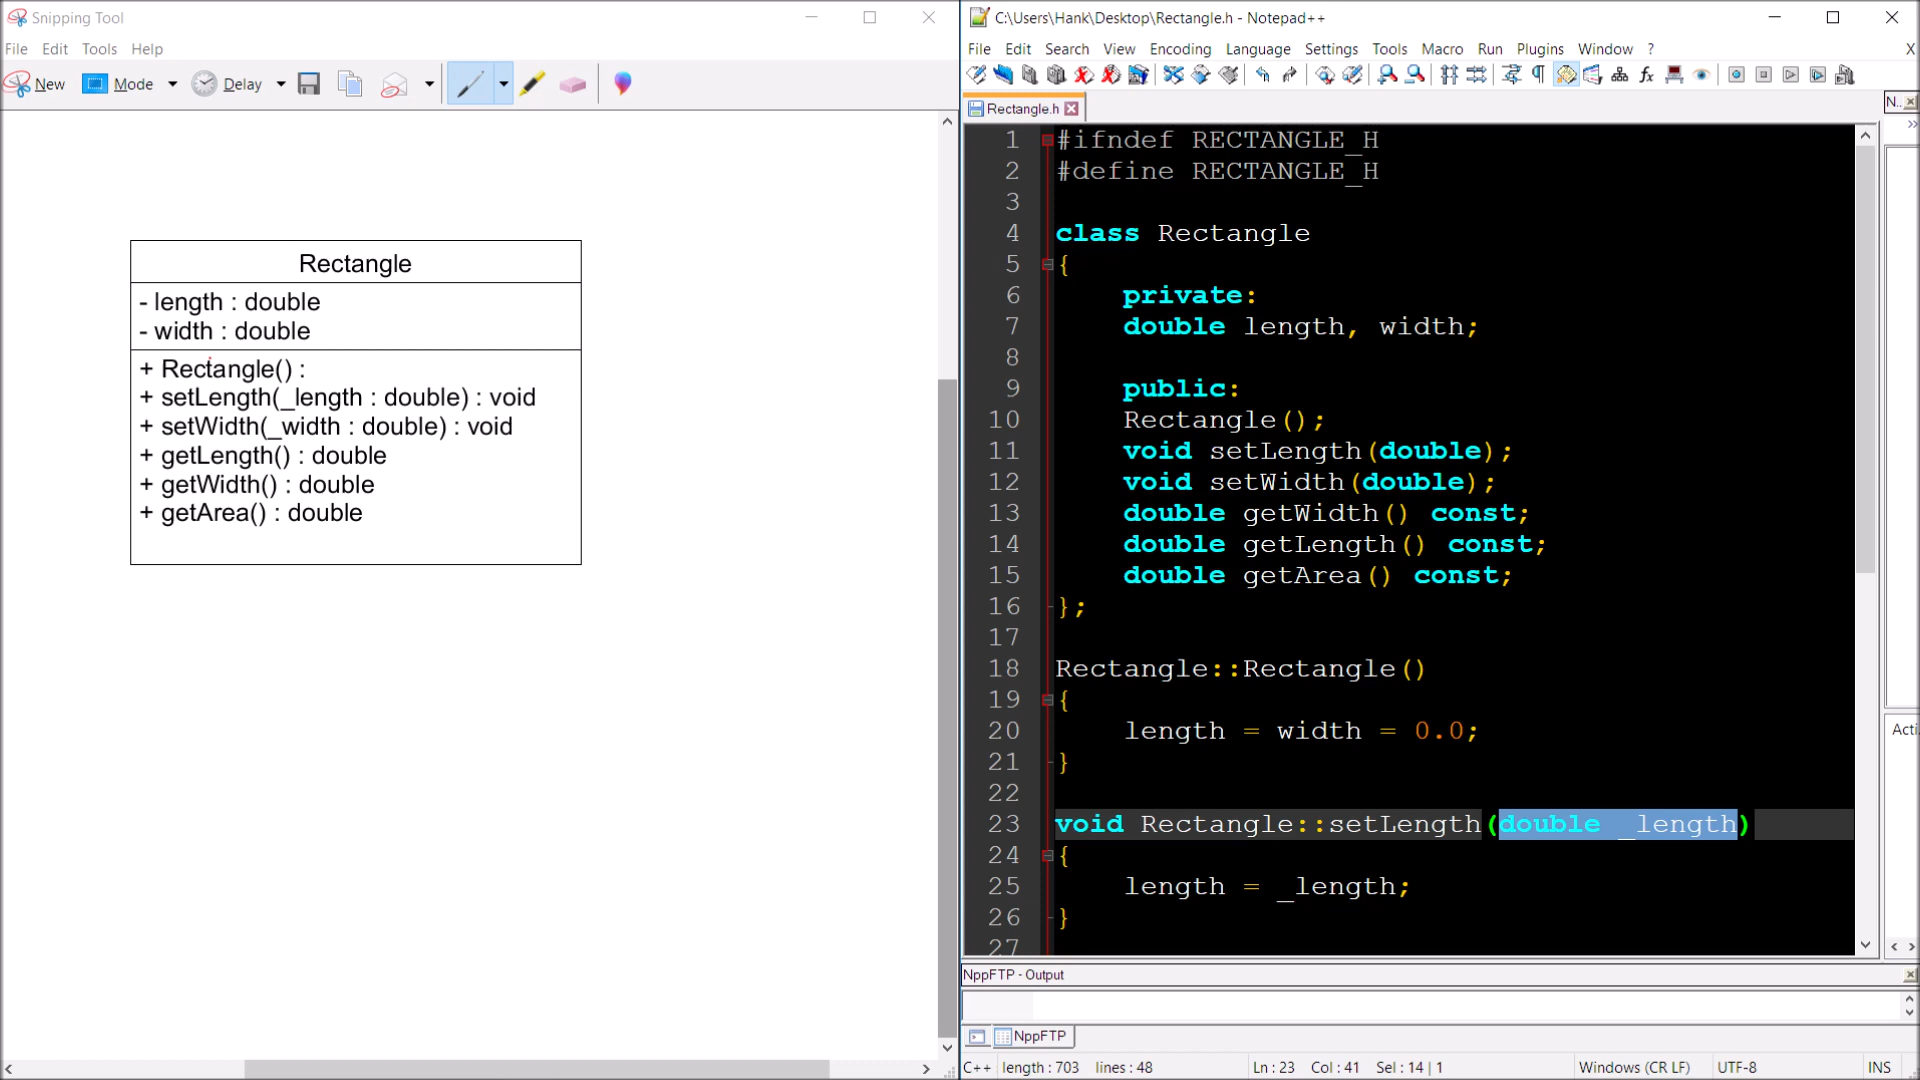 Snipping Tool
File Edit Tools Help
New Mode Delay
Rectangle
- length : double
- width : double
+ Rectangle() :
+ setLength(_length : double) : void
+ setWidth(_width : double) : void
+ getLength() : double
+ getWidth() : double
+ getArea() : double
C:\Users\Hank\Desktop\Rectangle.h - Notepad++
File Edit Search View Encoding Language Settings Tools Macro Run Plugins Window ? X
Rectangle.h
N..
1 #ifndef RECTANGLE_H
2 #define RECTANGLE_H
3
4 class Rectangle
5 {
6 private:
7 double length, width;
8
9 public:
10 Rectangle();
11 void setLength(double);
12 void setWidth(double);
13 double getWidth() const;
14 double getLength() const;
15 double getArea() const;
16 };
17
18 Rectangle::Rectangle()
19 {
20 length = width = 0.0;
21 }
22
23 void Rectangle::setLength(double _length)
24 {
25 length = _length;
26 }
27
Acti
NppFTP - Output
NppFTP
C++ length : 703 lines : 48 Ln : 23 Col : 41 Sel : 14 | 1 Windows (CR LF) UTF-8 INS